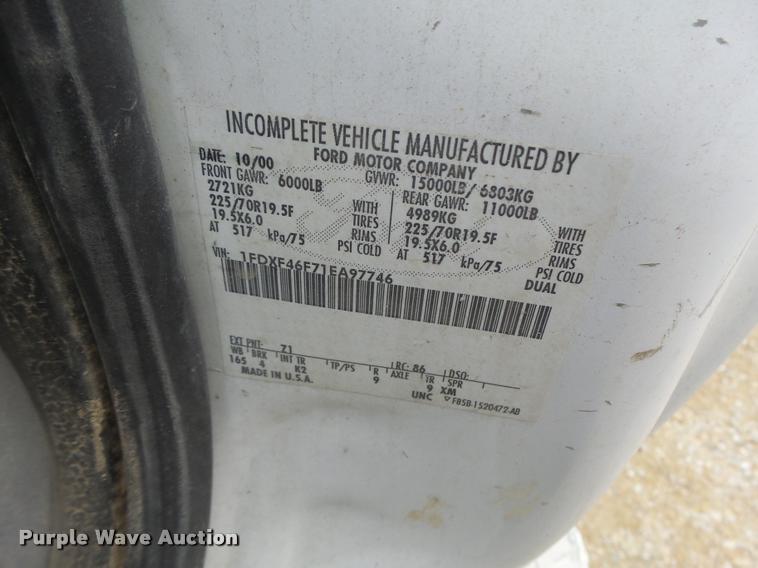 INCOMPLETE VEHICLE MANUFACTURED BY
FORD MOTOR COMPANY
DATE: 10/00 GVWR: 15000LB/ 6803KG
FRONT GAWR: 6000LB REAR GAWR: 11000LB
2721KG WITH 4989KG WITH
225/70R19.5F TIRES 225/70R19.5F TIRES
19.5X6.0 RIMS 19.5X6.0 RIMS
AT 517 kPa/75 PSI COLD AT 517 kPa/75 PSI COLD
DUAL
VIN: 1FDXF46F71EA97746
EXT PNT: Z1 RC: 86 DSO:
WB BRK INT TR TP/PS R AXLE TR SPR
165 4 K2 9 9 XM
MADE IN U.S.A. UNC F85B-1520472-AB
Purple Wave Auction